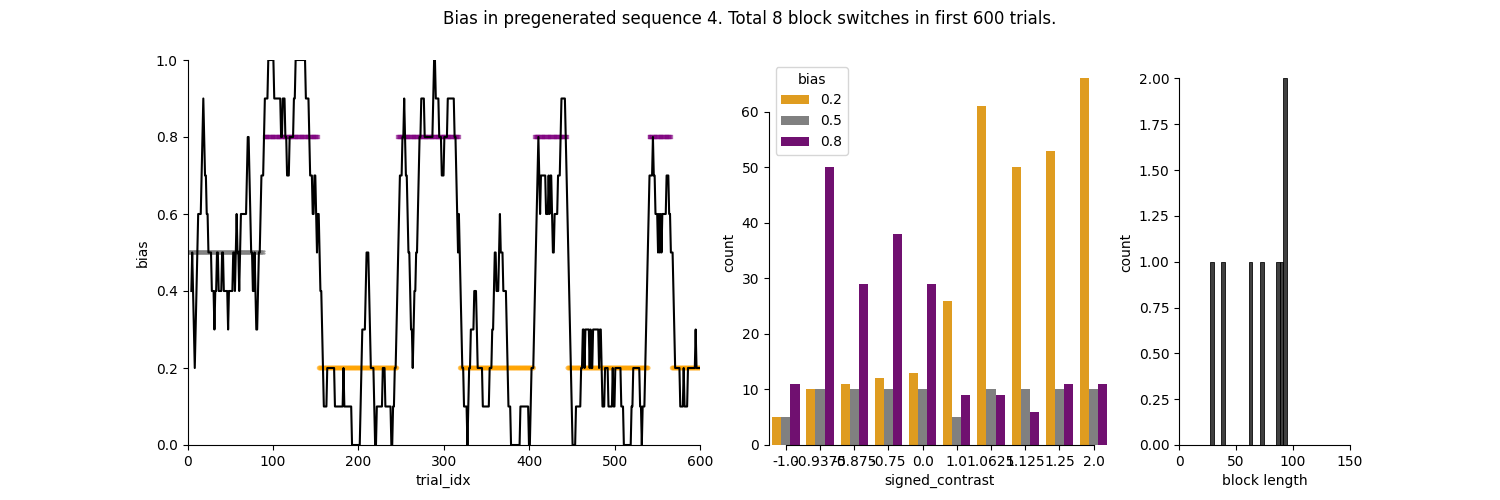 Bias in pregenerated sequence 4. Total 8 block switches in first 600 trials.
bias
1.0
0.8
0.6
0.4
0.2
0.0
0 100 200 300 400 500 600
trial_idx
count
60
50
40
30
20
10
0
bias
0.2
0.5
0.8
-1.0 -0.9375 -0.875 -0.75 0.0 1.0 1.0625 1.125 1.25 2.0
signed_contrast
count
2.00
1.75
1.50
1.25
1.00
0.75
0.50
0.25
0.00
0 50 100 150
block length